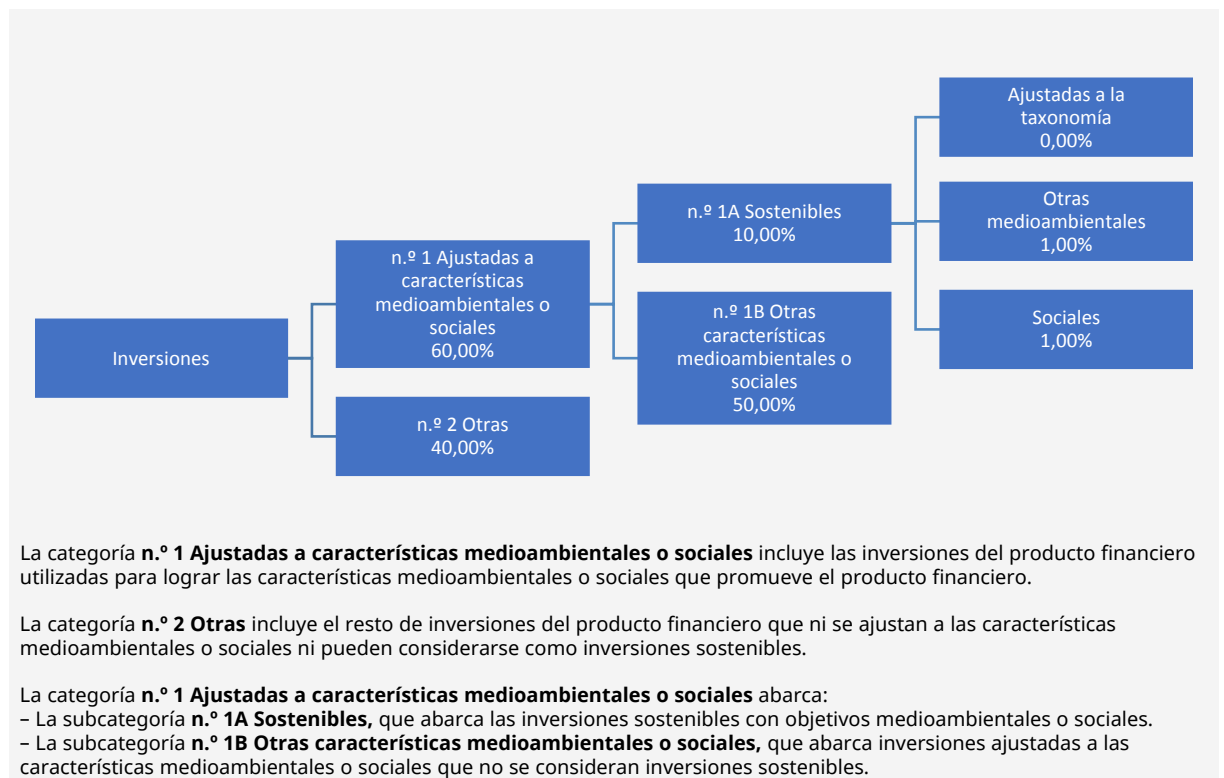 Inversiones
n.º 1 Ajustadas a
características
medioambientales o
sociales
60,00%
n.º 2 Otras
40,00%
n.º 1A Sostenibles
10,00%
n.º 1B Otras
características
medioambientales o
sociales
50,00%
Ajustadas a la
taxonomía
0,00%
Otras
medioambientales
1,00%
Sociales
1,00%
La categoría n.º 1 Ajustadas a características medioambientales o sociales incluye las inversiones del producto financiero
utilizadas para lograr las características medioambientales o sociales que promueve el producto financiero.
La categoría n.º 2 Otras incluye el resto de inversiones del producto financiero que ni se ajustan a las características
medioambientales o sociales ni pueden considerarse como inversiones sostenibles.
La categoría n.º 1 Ajustadas a características medioambientales o sociales abarca:
– La subcategoría n.º 1A Sostenibles, que abarca las inversiones sostenibles con objetivos medioambientales o sociales.
– La subcategoría n.º 1B Otras características medioambientales o sociales, que abarca inversiones ajustadas a las
características medioambientales o sociales que no se consideran inversiones sostenibles.